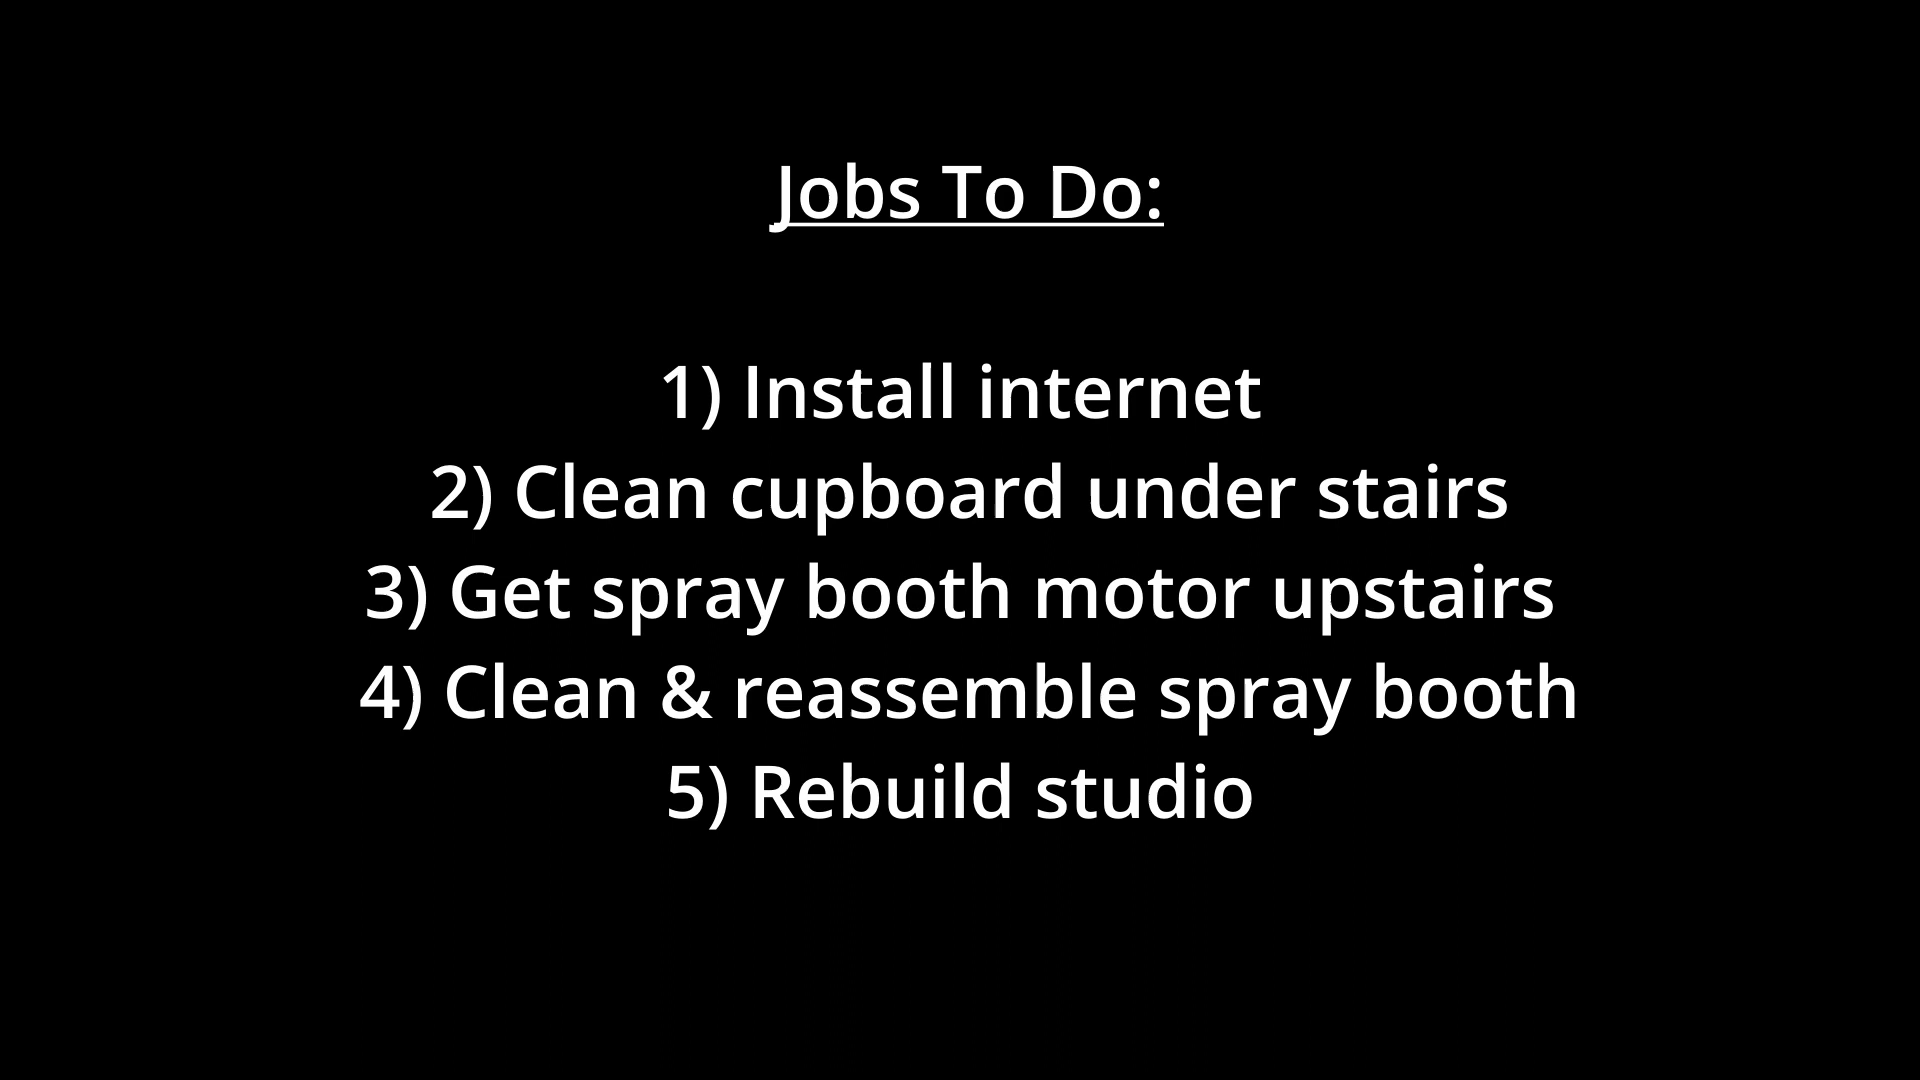 Jobs To Do:
1) Install internet
2) Clean cupboard under stairs
3) Get spray booth motor upstairs
4) Clean & reassemble spray booth
5) Rebuild studio